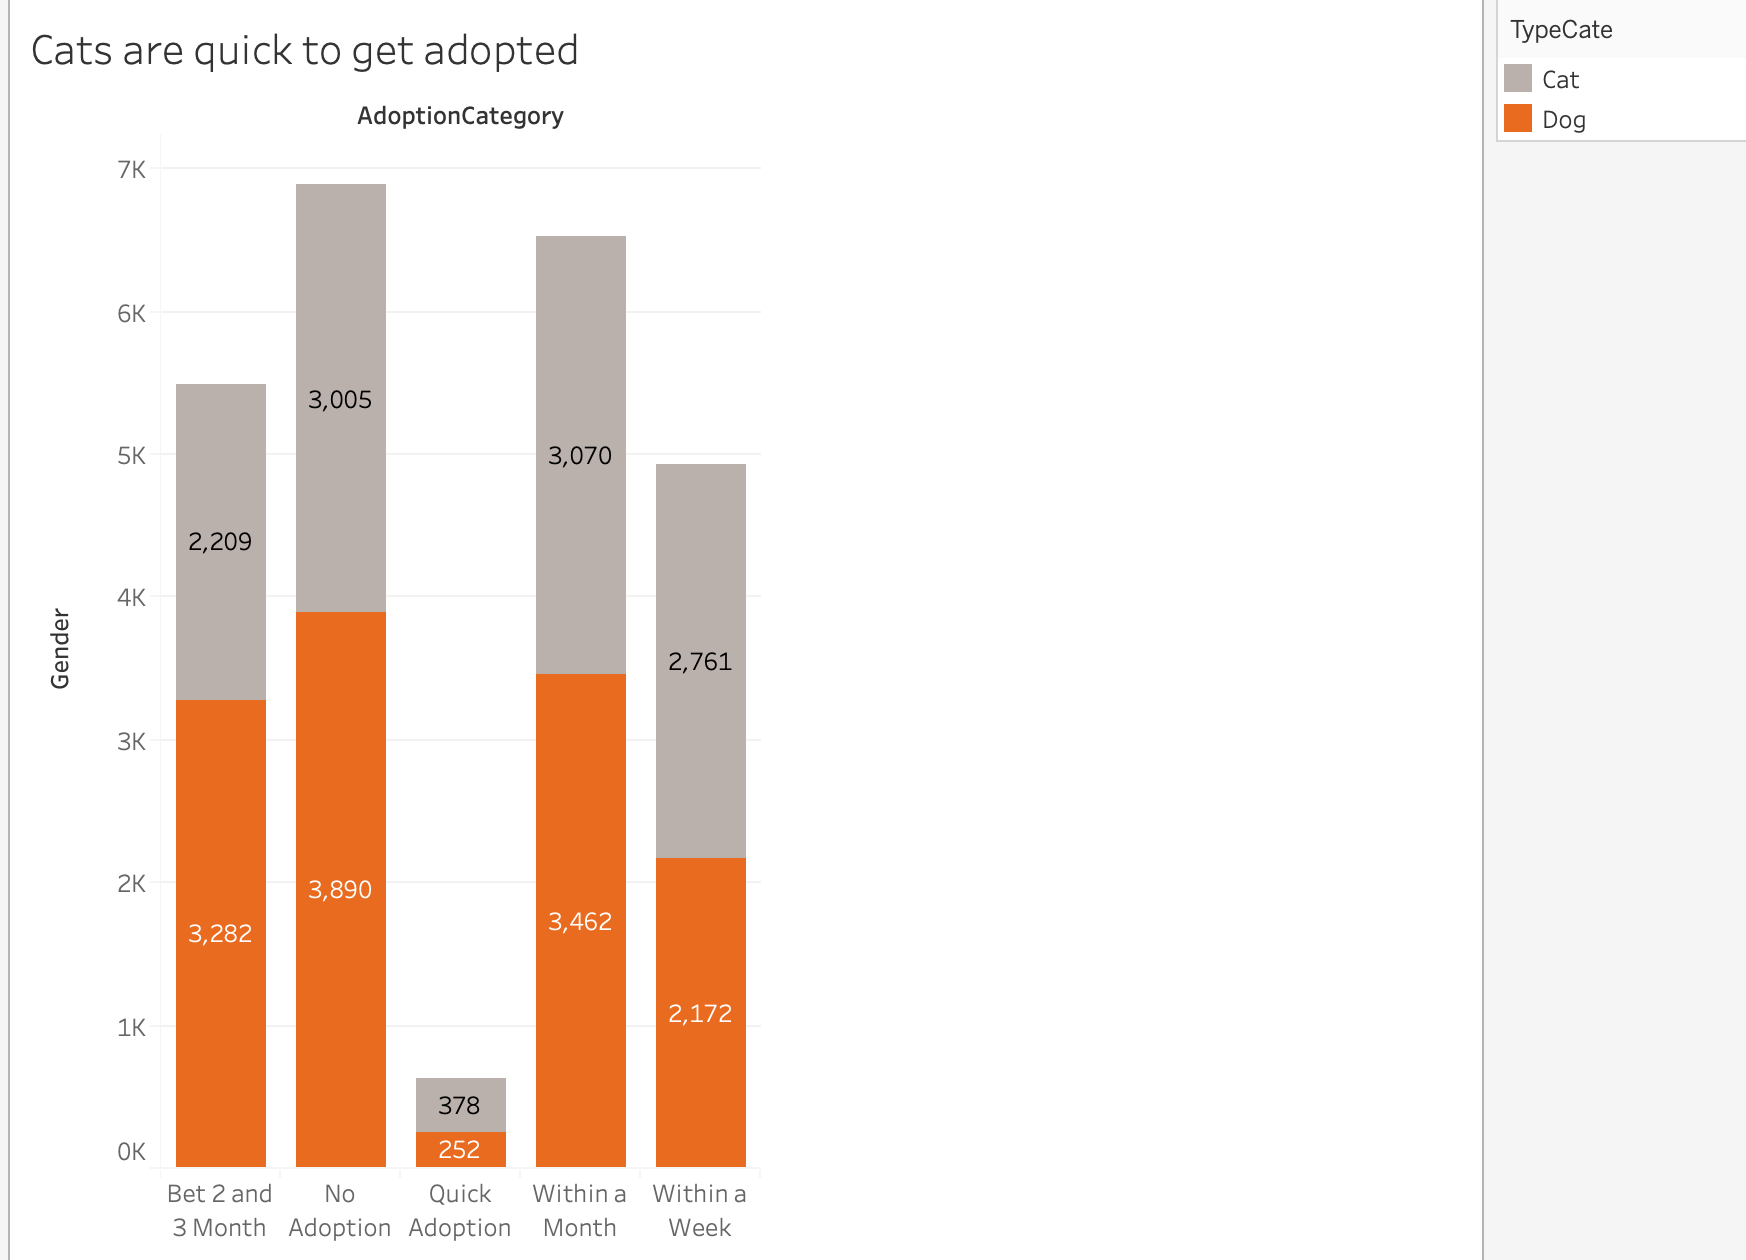 Cats are quick to get adopted
TypeCate
Cat
Dog
AdoptionCategory
Gender
7K
6K
5K
4K
3K
2K
1K
0K
2,209
3,282
3,005
3,890
378
252
3,070
3,462
2,761
2,172
Bet 2 and
3 Month
No
Adoption
Quick
Adoption
Within a
Month
Within a
Week